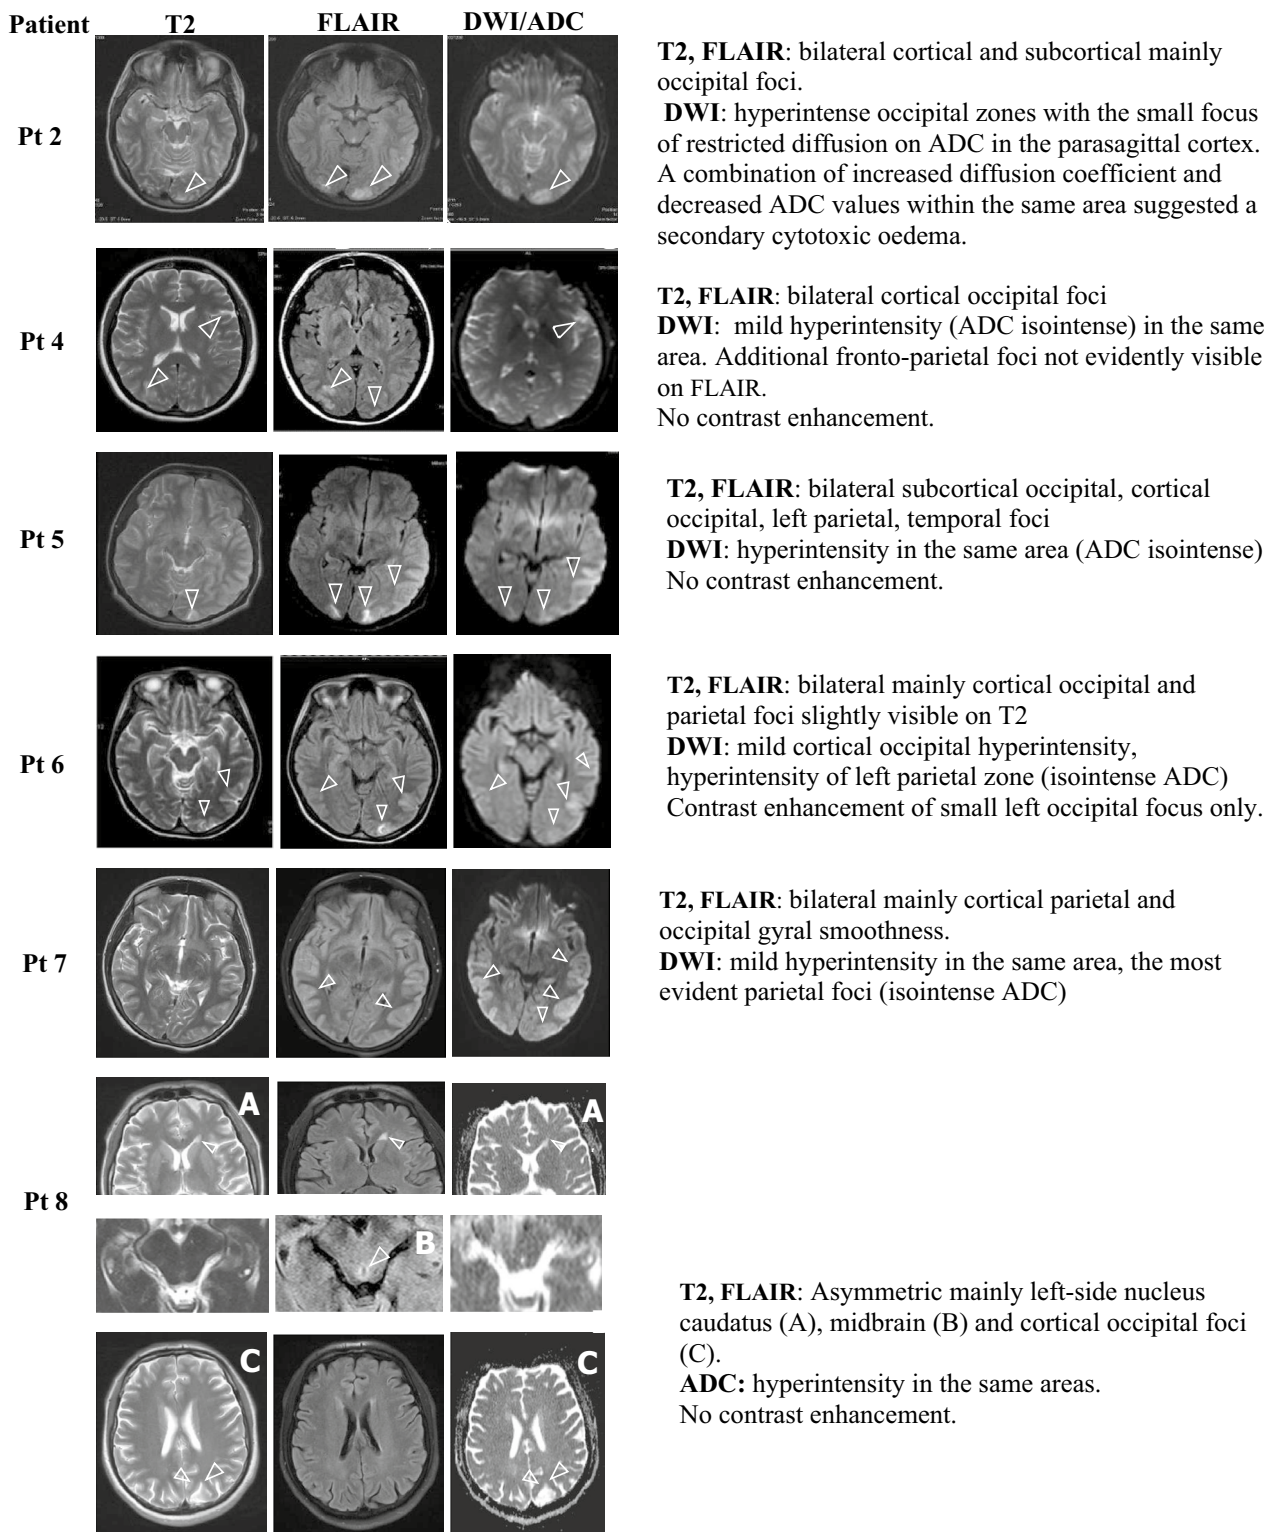 Patient T2 FLAIR DWI/ADC
Pt 2
T2, FLAIR: bilateral cortical and subcortical mainly
occipital foci.
DWI: hyperintense occipital zones with the small focus
of restricted diffusion on ADC in the parasagittal cortex.
A combination of increased diffusion coefficient and
decreased ADC values within the same area suggested a
secondary cytotoxic oedema.
Pt 4
T2, FLAIR: bilateral cortical occipital foci
DWI: mild hyperintensity (ADC isointense) in the same
area. Additional fronto-parietal foci not evidently visible
on FLAIR.
No contrast enhancement.
Pt 5
T2, FLAIR: bilateral subcortical occipital, cortical
occipital, left parietal, temporal foci
DWI: hyperintensity in the same area (ADC isointense)
No contrast enhancement.
Pt 6
T2, FLAIR: bilateral mainly cortical occipital and
parietal foci slightly visible on T2
DWI: mild cortical occipital hyperintensity,
hyperintensity of left parietal zone (isointense ADC)
Contrast enhancement of small left occipital focus only.
Pt 7
T2, FLAIR: bilateral mainly cortical parietal and
occipital gyral smoothness.
DWI: mild hyperintensity in the same area, the most
evident parietal foci (isointense ADC)
A A
Pt 8
B
C C
T2, FLAIR: Asymmetric mainly left-side nucleus
caudatus (A), midbrain (B) and cortical occipital foci
(C).
ADC: hyperintensity in the same areas.
No contrast enhancement.